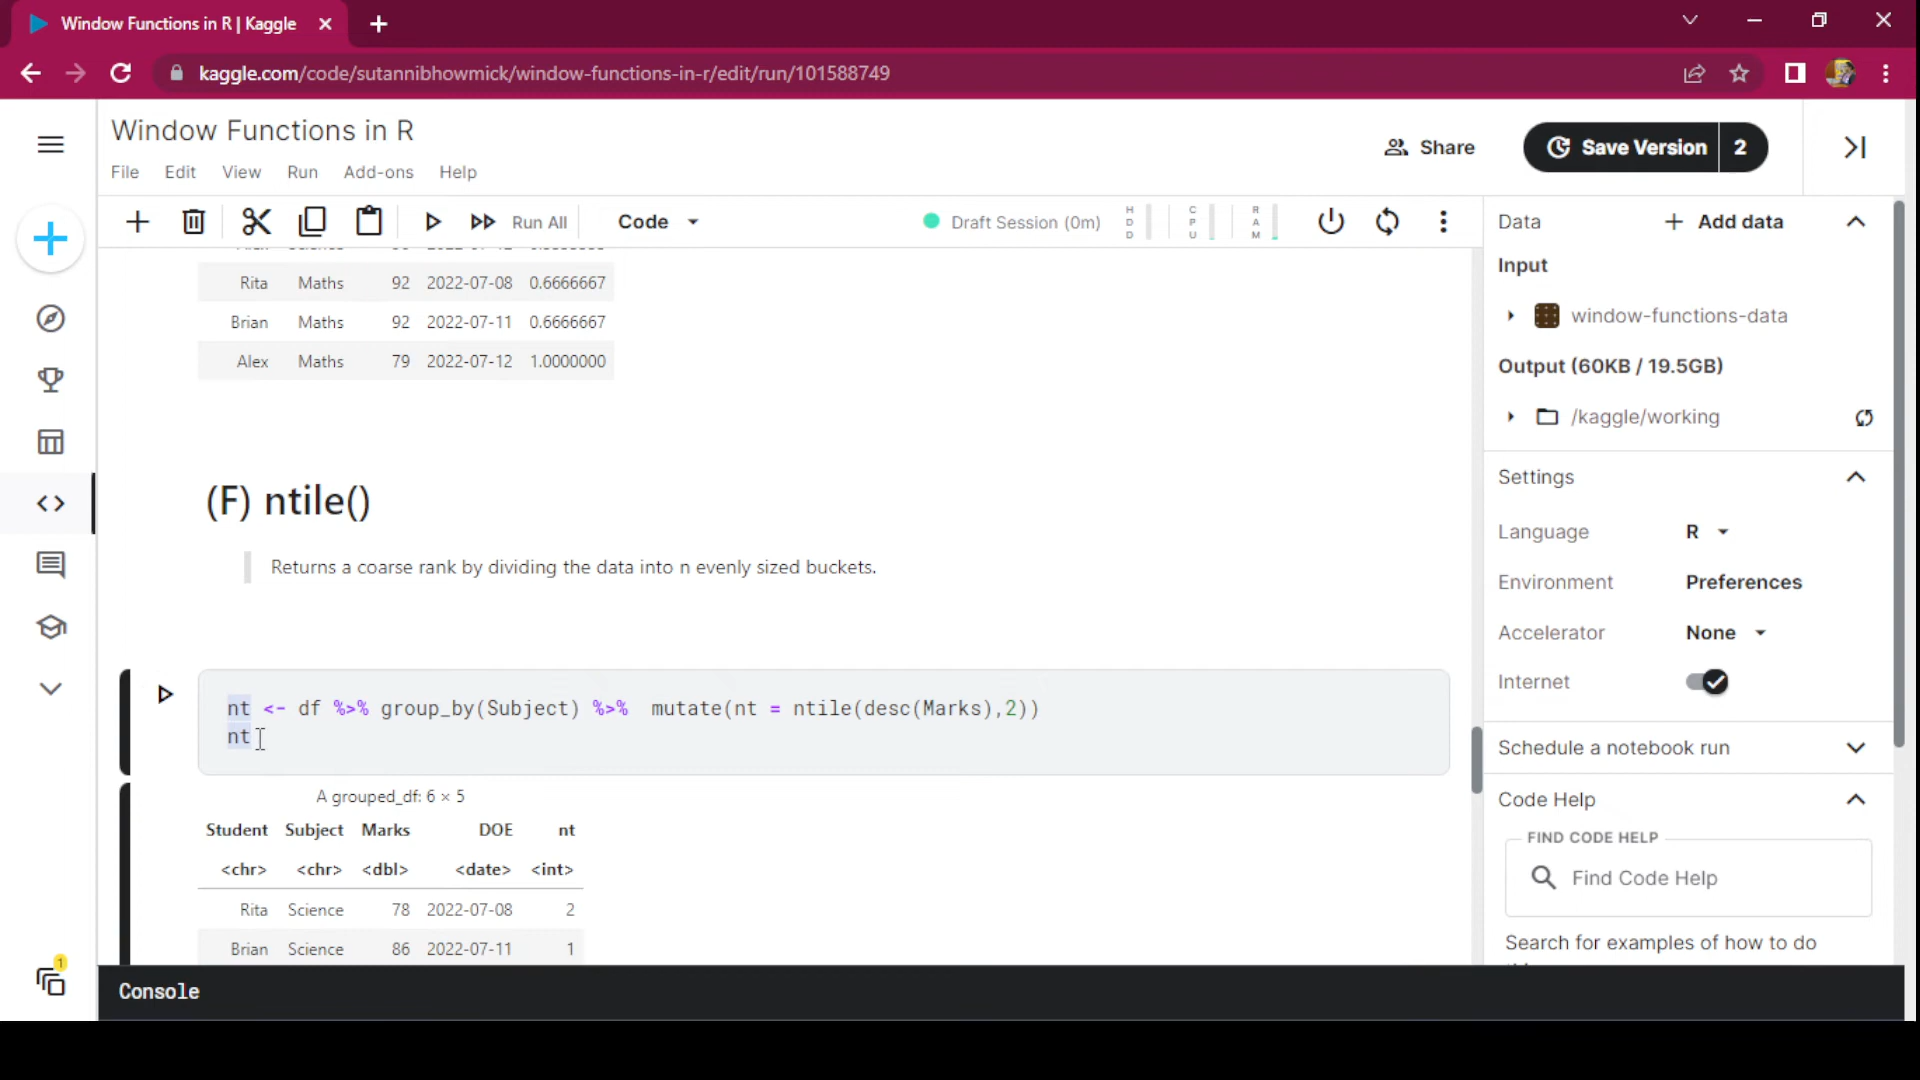 Window Functions in R | Kaggle
kaggle.com/code/sutannibhowmick/window-functions-in-r/edit/run/101588749
Window Functions in R
File Edit View Run Add-ons Help
Share
Save Version 2
Run All
Code
Draft Session (0m)
HDD
CPU
RAM
Rita Maths 92 2022-07-08 0.6666667
Brian Maths 92 2022-07-11 0.6666667
Alex Maths 79 2022-07-12 1.0000000
(F) ntile()
Returns a coarse rank by dividing the data into n evenly sized buckets.
nt <- df %>% group_by(Subject) %>%  mutate(nt = ntile(desc(Marks),2))
nt
A grouped_df: 6 × 5
Student Subject Marks DOE nt
<chr> <chr> <dbl> <date> <int>
Rita Science 78 2022-07-08 2
Brian Science 86 2022-07-11 1
Console
1
Data
+ Add data
Input
window-functions-data
Output (60KB / 19.5GB)
/kaggle/working
Settings
Language R
Environment Preferences
Accelerator None
Internet
Schedule a notebook run
Code Help
FIND CODE HELP
Find Code Help
Search for examples of how to do